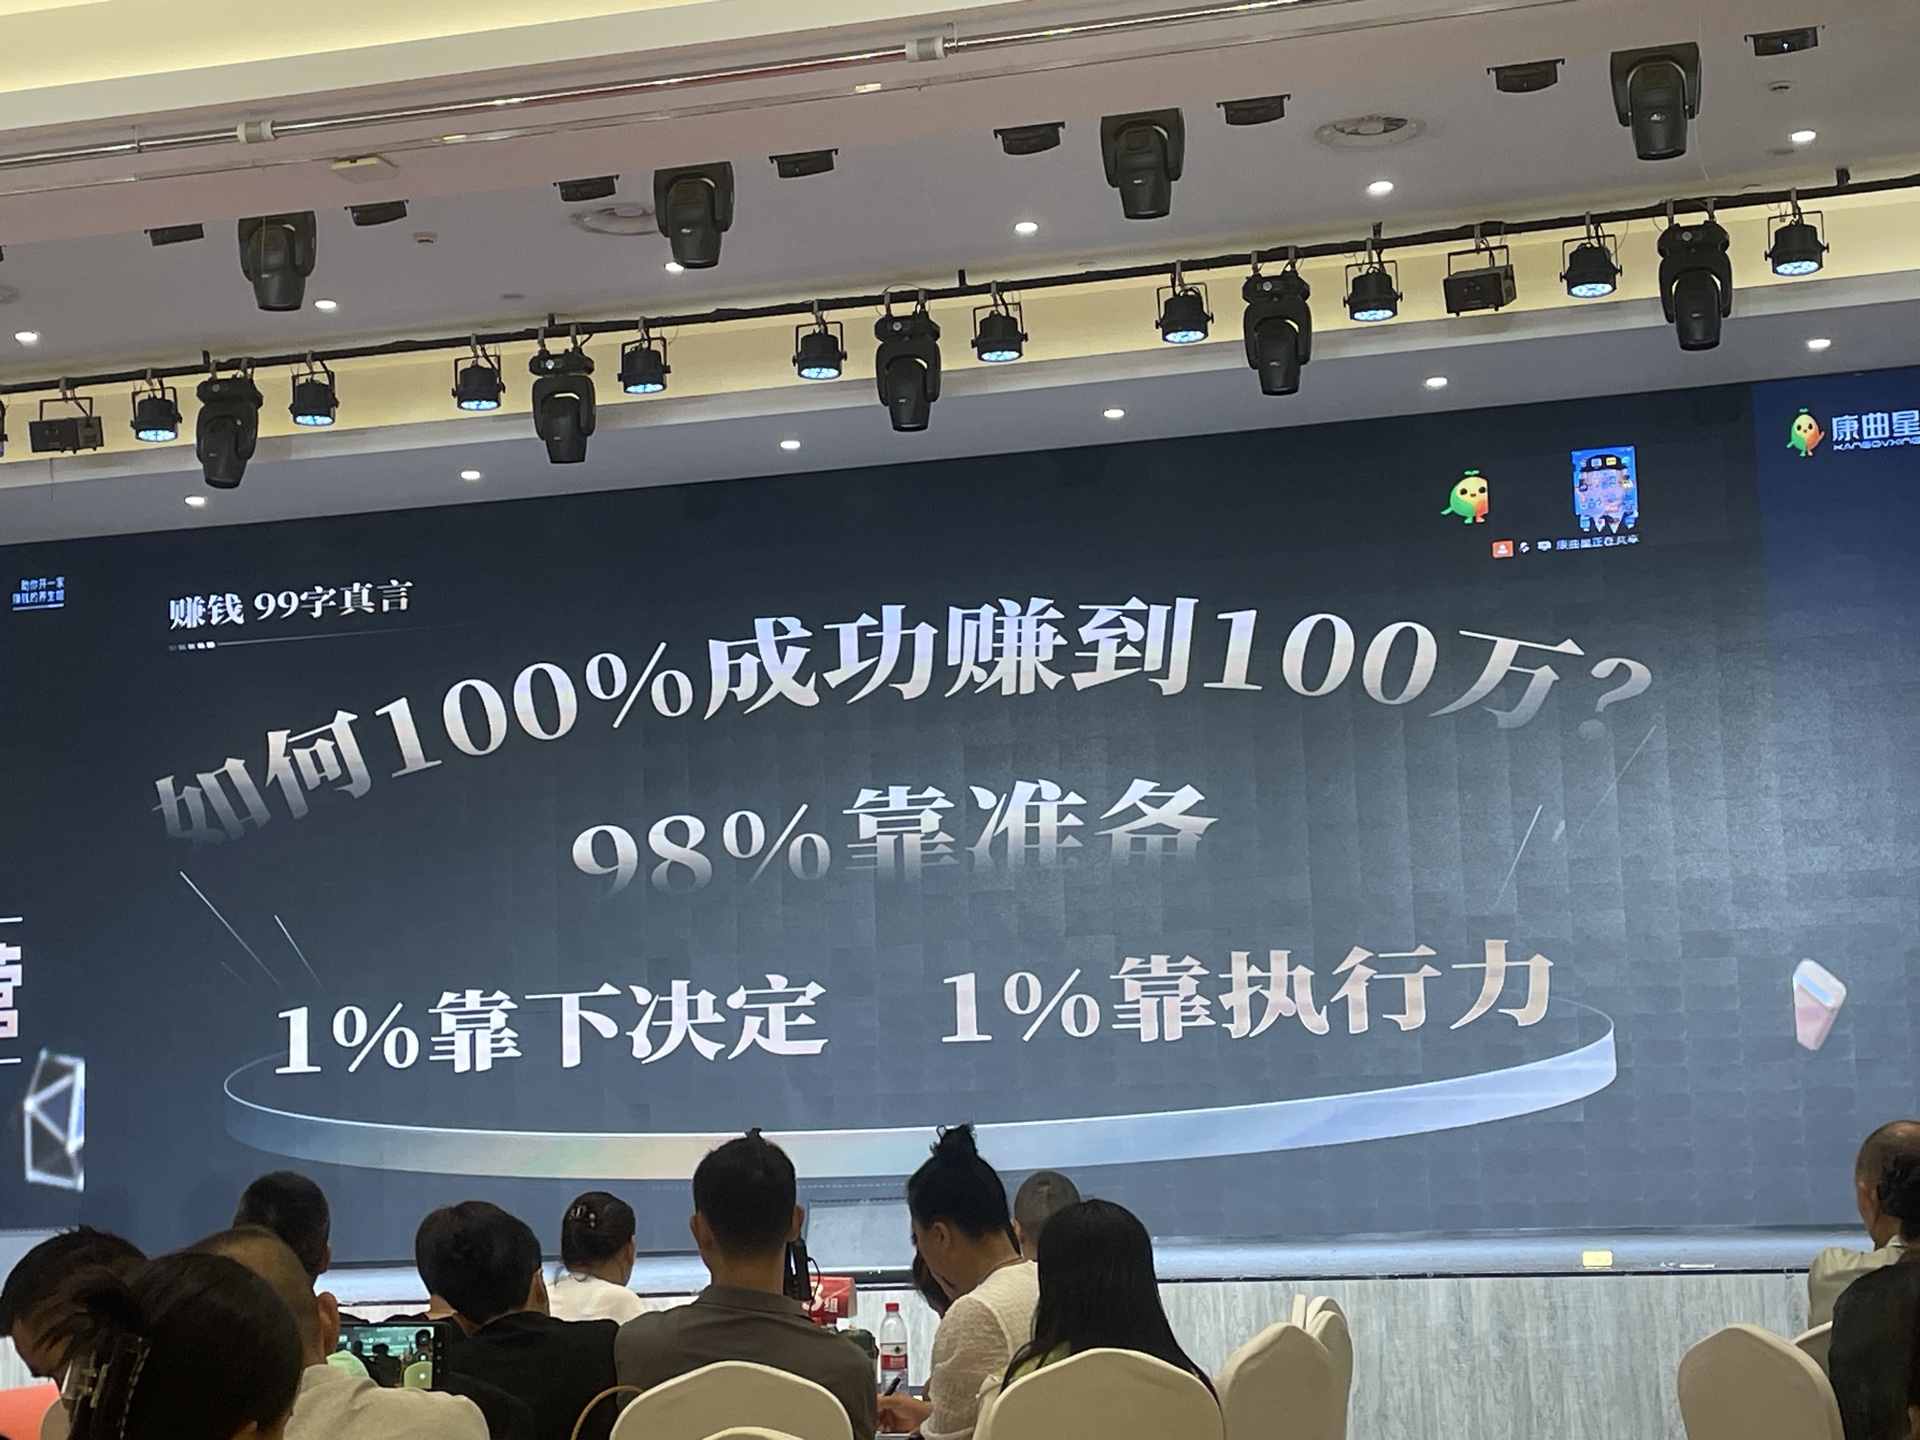 康曲星
KANGQVXING
康曲星正在共享
助你开一家
赚钱的养生馆
赚钱 99字真言
如何100%成功赚到100万?
98%靠准备
1%靠下决定 1%靠执行力
营
组